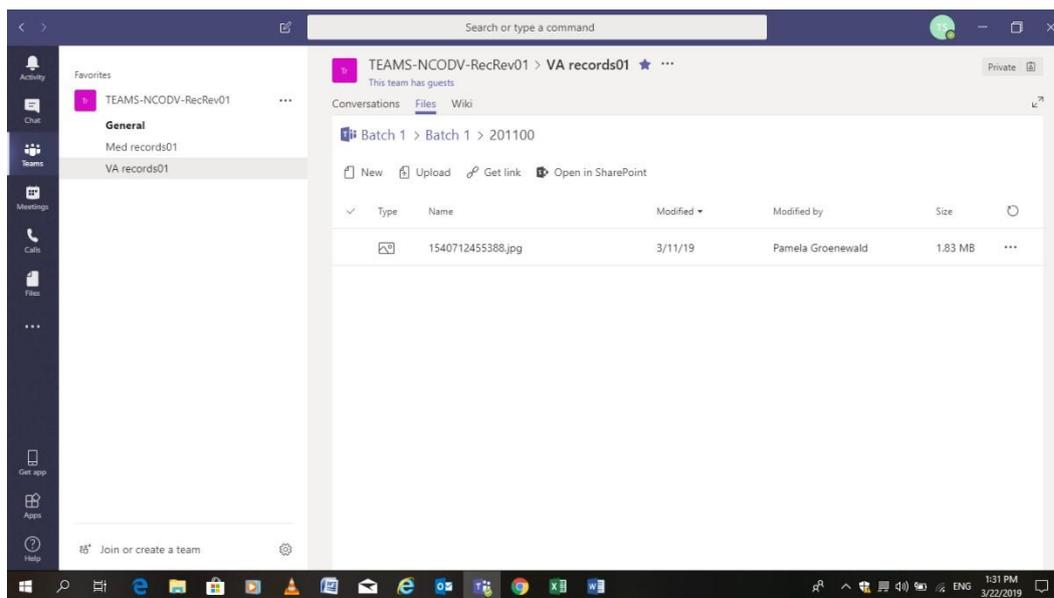 Search or type a command
TS
Activity
Chat
Teams
Meetings
Calls
Files
Get app
Apps
Help
Favorites
Tr TEAMS-NCODV-RecRev01 ...
General
Med records01
VA records01
Join or create a team
Tr TEAMS-NCODV-RecRev01 > VA records01 ...
This team has guests
Private
Conversations Files Wiki
Batch 1 > Batch 1 > 201100
New Upload Get link Open in SharePoint
Type Name Modified Modified by Size
1540712455388.jpg 3/11/19 Pamela Groenewald 1.83 MB ...
ENG 1:31 PM
3/22/2019